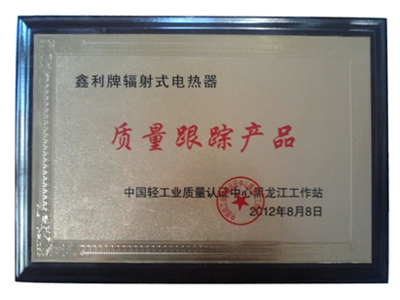 鑫利牌辐射式电热器
质量跟踪产品
中国轻工业质量认证中心黑龙江工作站
2012年8月8日